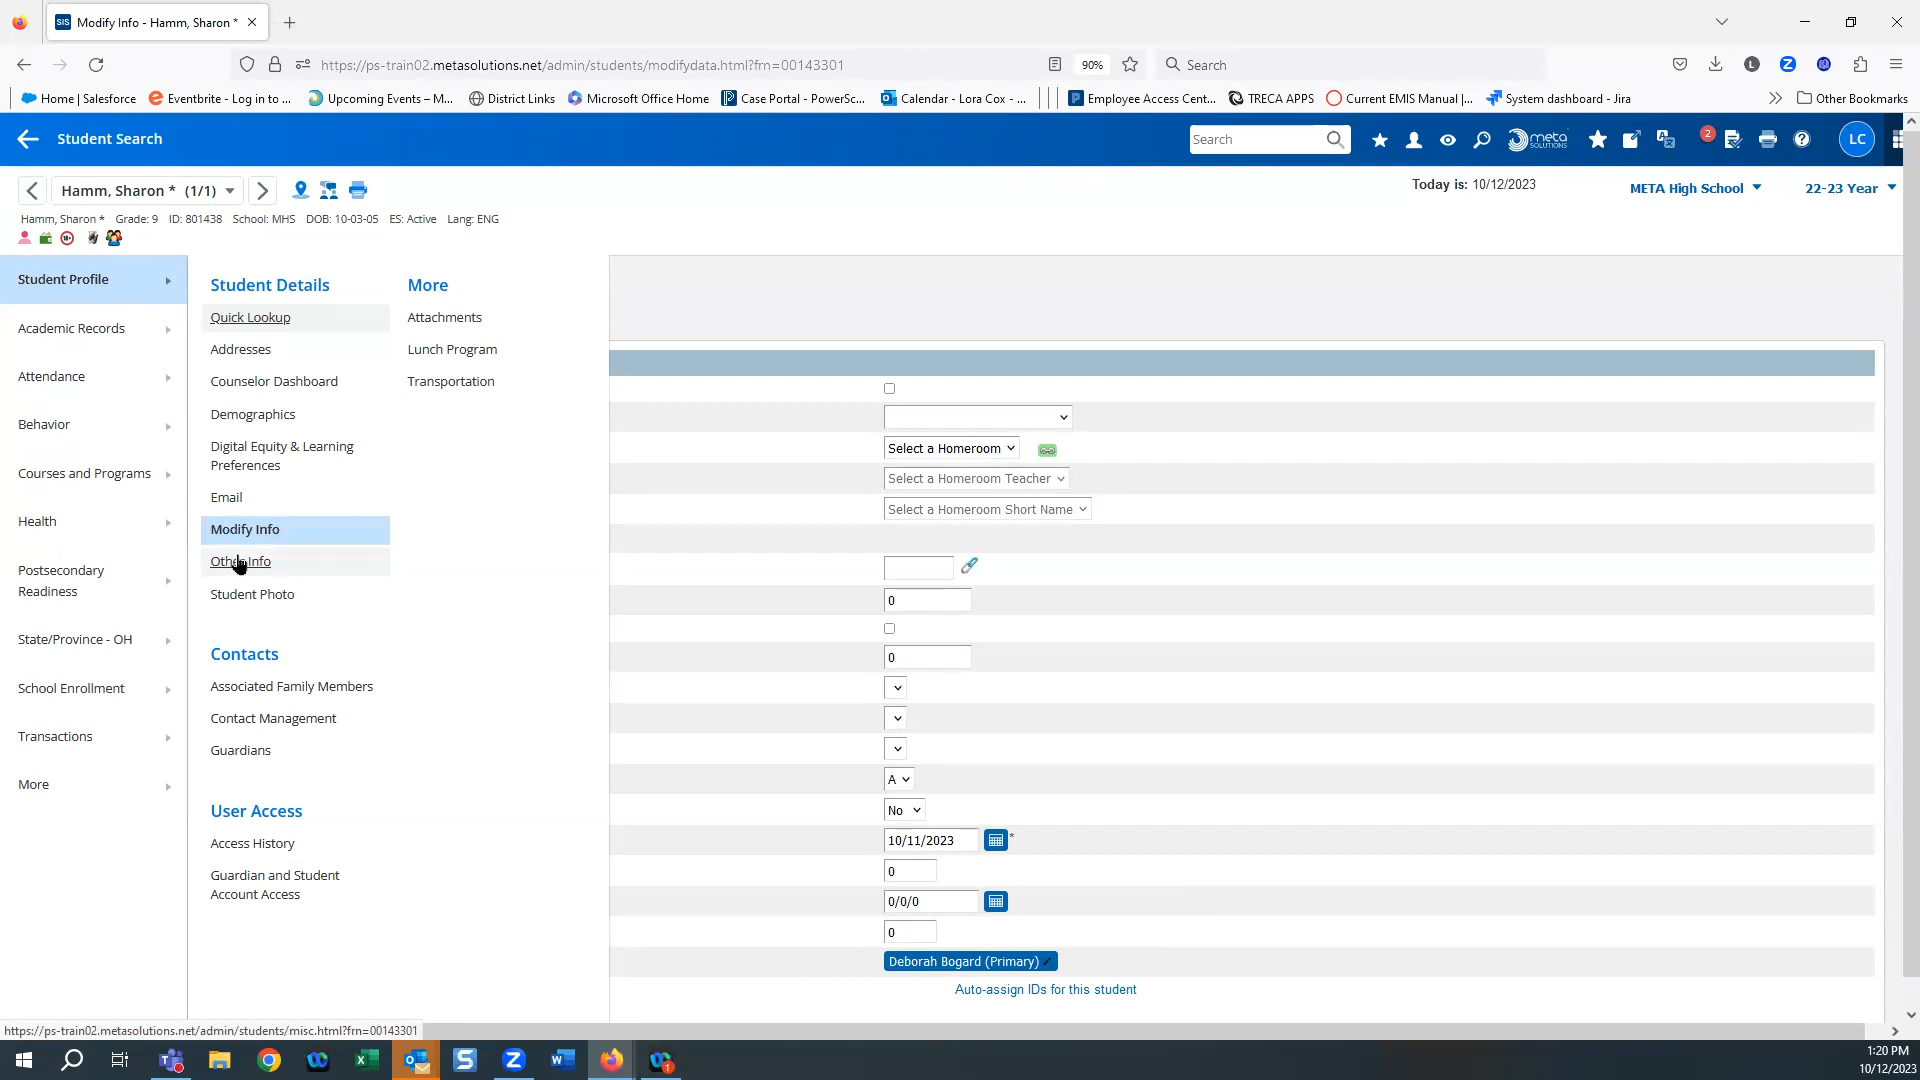 SIS Modify Info - Hamm, Sharon *
https://ps-train02.metasolutions.net/admin/students/modifydata.html?frn=00143301
90%
Search
L
Z
Home | Salesforce
Eventbrite - Log in to ...
Upcoming Events – M...
District Links
Microsoft Office Home
Case Portal - PowerSc...
Calendar - Lora Cox - ...
Employee Access Cent...
TRECA APPS
Current EMIS Manual |...
System dashboard - Jira
Other Bookmarks
Student Search
Search
meta
SOLUTIONS
2
LC
Hamm, Sharon * (1/1)
Today is: 10/12/2023
META High School
22-23 Year
Hamm, Sharon * Grade: 9 ID: 801438 School: MHS DOB: 10-03-05 ES: Active Lang: ENG
Student Profile
Academic Records
Attendance
Behavior
Courses and Programs
Health
Postsecondary
Readiness
State/Province - OH
School Enrollment
Transactions
More
Student Details
Quick Lookup
Addresses
Counselor Dashboard
Demographics
Digital Equity & Learning
Preferences
Email
Modify Info
Other Info
Student Photo
Contacts
Associated Family Members
Contact Management
Guardians
User Access
Access History
Guardian and Student
Account Access
More
Attachments
Lunch Program
Transportation
Select a Homeroom
Select a Homeroom Teacher
Select a Homeroom Short Name
0
0
A
No
10/11/2023 *
0
0/0/0
0
Deborah Bogard (Primary)
Auto-assign IDs for this student
https://ps-train02.metasolutions.net/admin/students/misc.html?frn=00143301
1:20 PM
10/12/2023